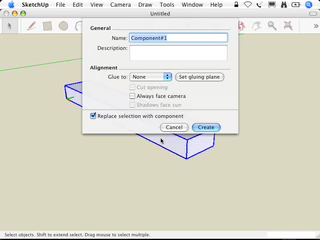 SketchUp File Edit View Camera Draw Tools Window
Untitled
General
Name: Component#1
Description:
Alignment
Glue to: None Set gluing plane
Cut opening
Always face camera
Shadows face sun
Replace selection with component
Cancel Create
Select objects. Shift to extend select. Drag mouse to select multiple.